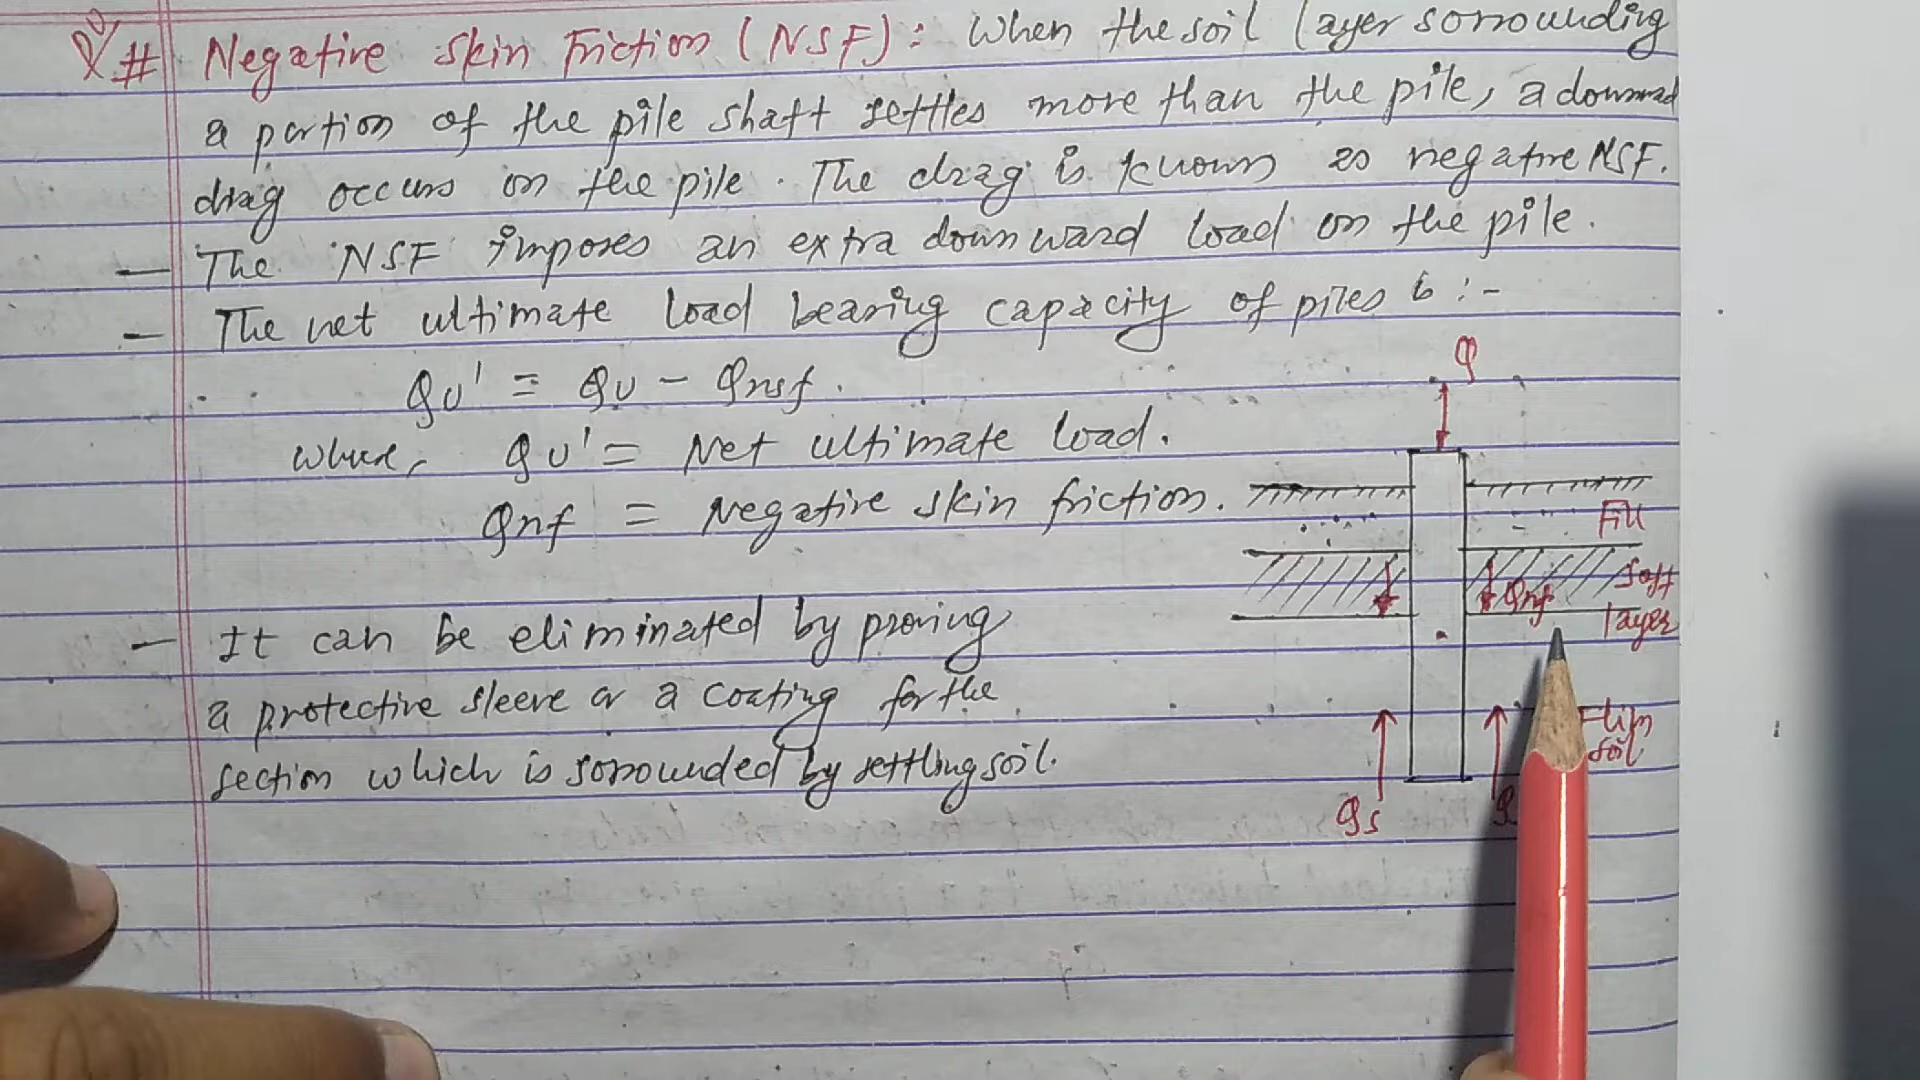 # Negative Skin Friction (NSF): When the soil layer sorrounding
a portion of the pile shaft settles more than the pile, a downward
drag occurs on the pile. The drag is known as negative NSF.
- The NSF imposes an extra downward load on the pile.
- The net ultimate load bearing capacity of piles is :-
Qu' = Qu - Qnsf.
where, Qu' = Net ultimate load.
Qnf = Negative skin friction.
- It can be eliminated by proving
a protective sleeve or a coating for the
section which is sorrounded by settling soil.
Q
Fill
Soft
layer
Qnf
soil
Qs